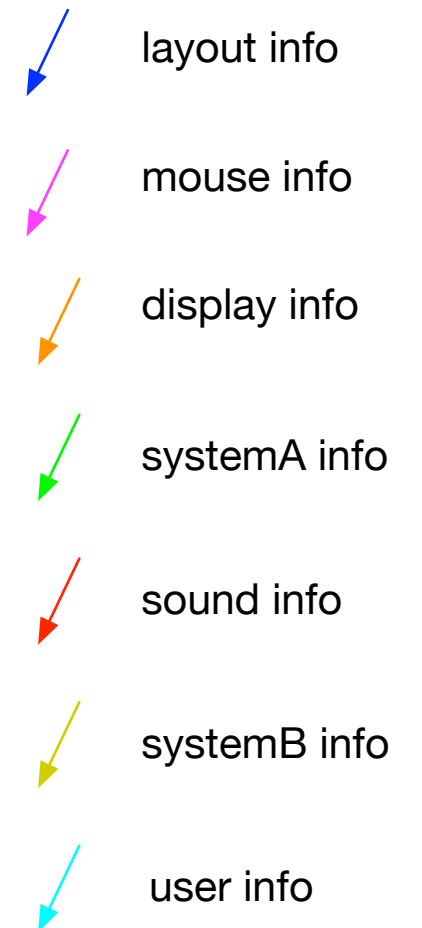 layout info
mouse info
display info
systemA info
sound info
systemB info
user info